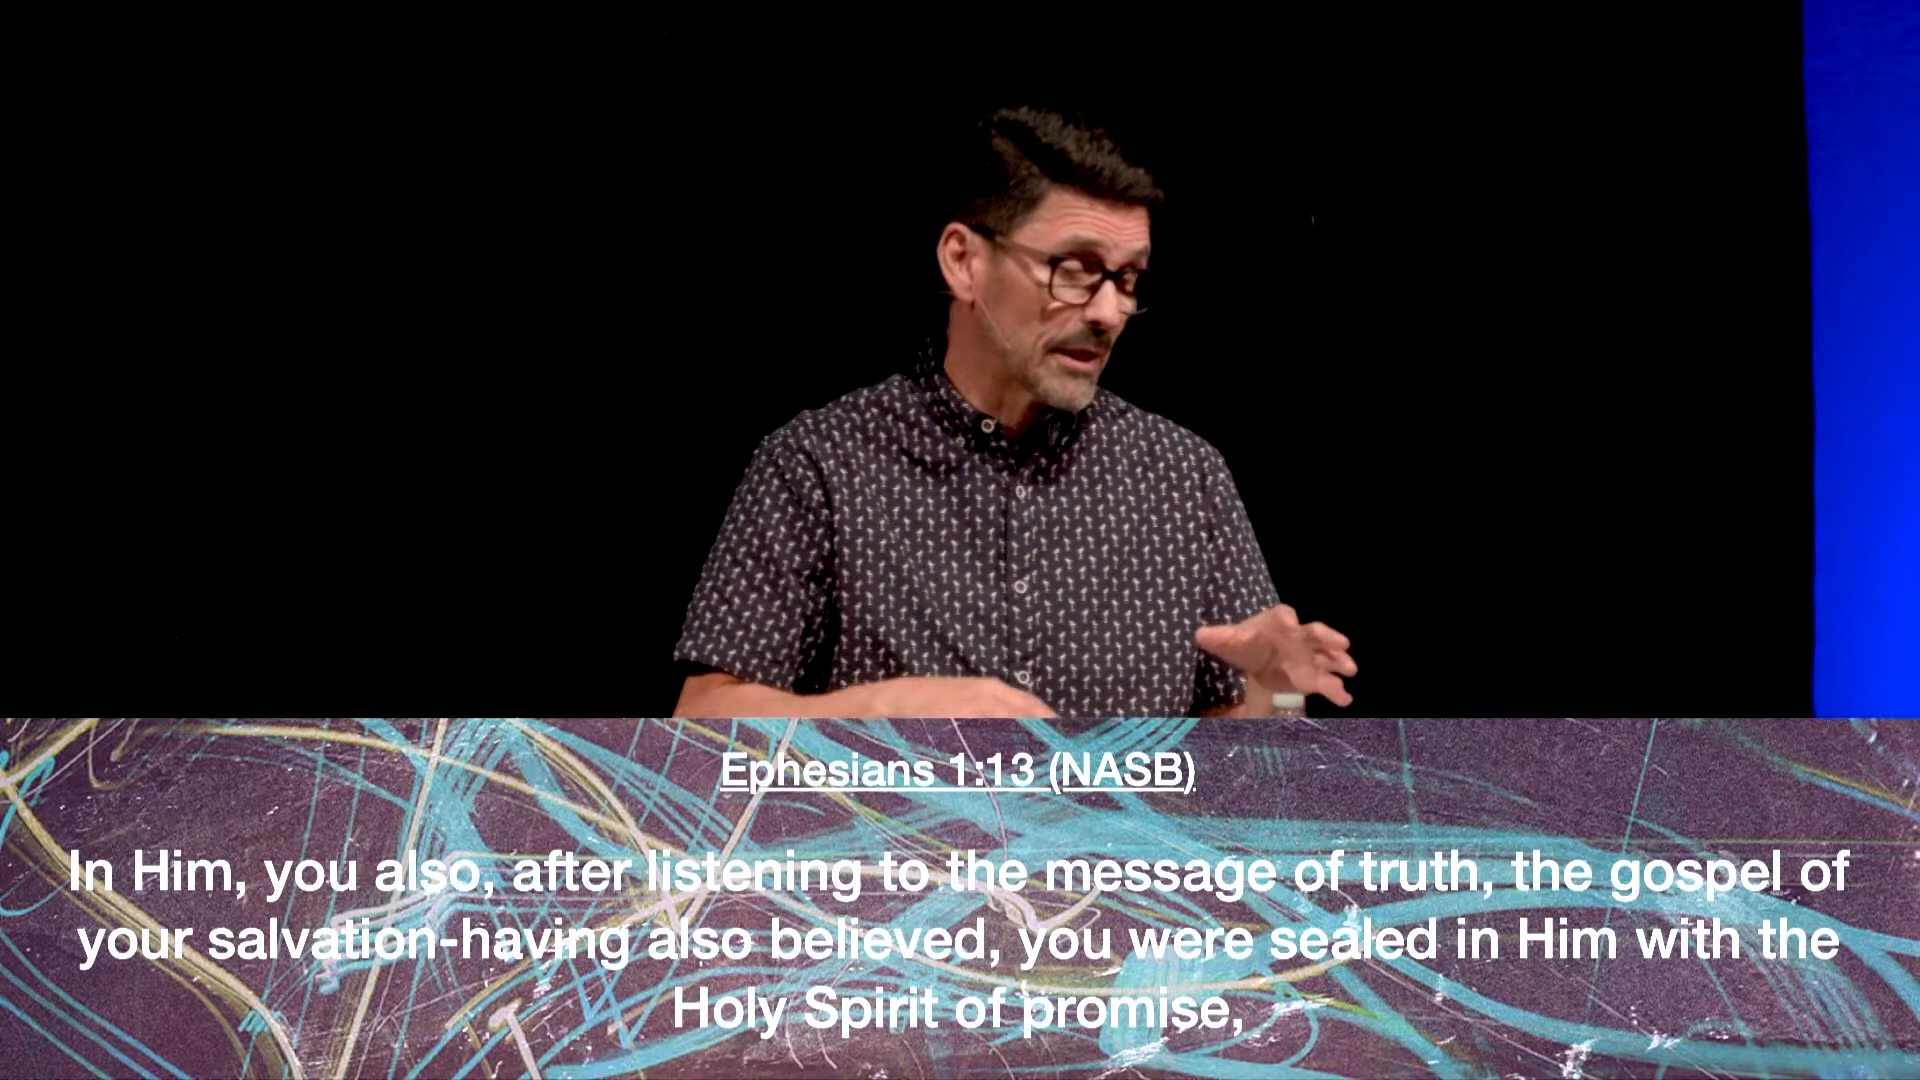 Ephesians 1:13 (NASB)
In Him, you also, after listening to the message of truth, the gospel of
your salvation-having also believed, you were sealed in Him with the
Holy Spirit of promise,